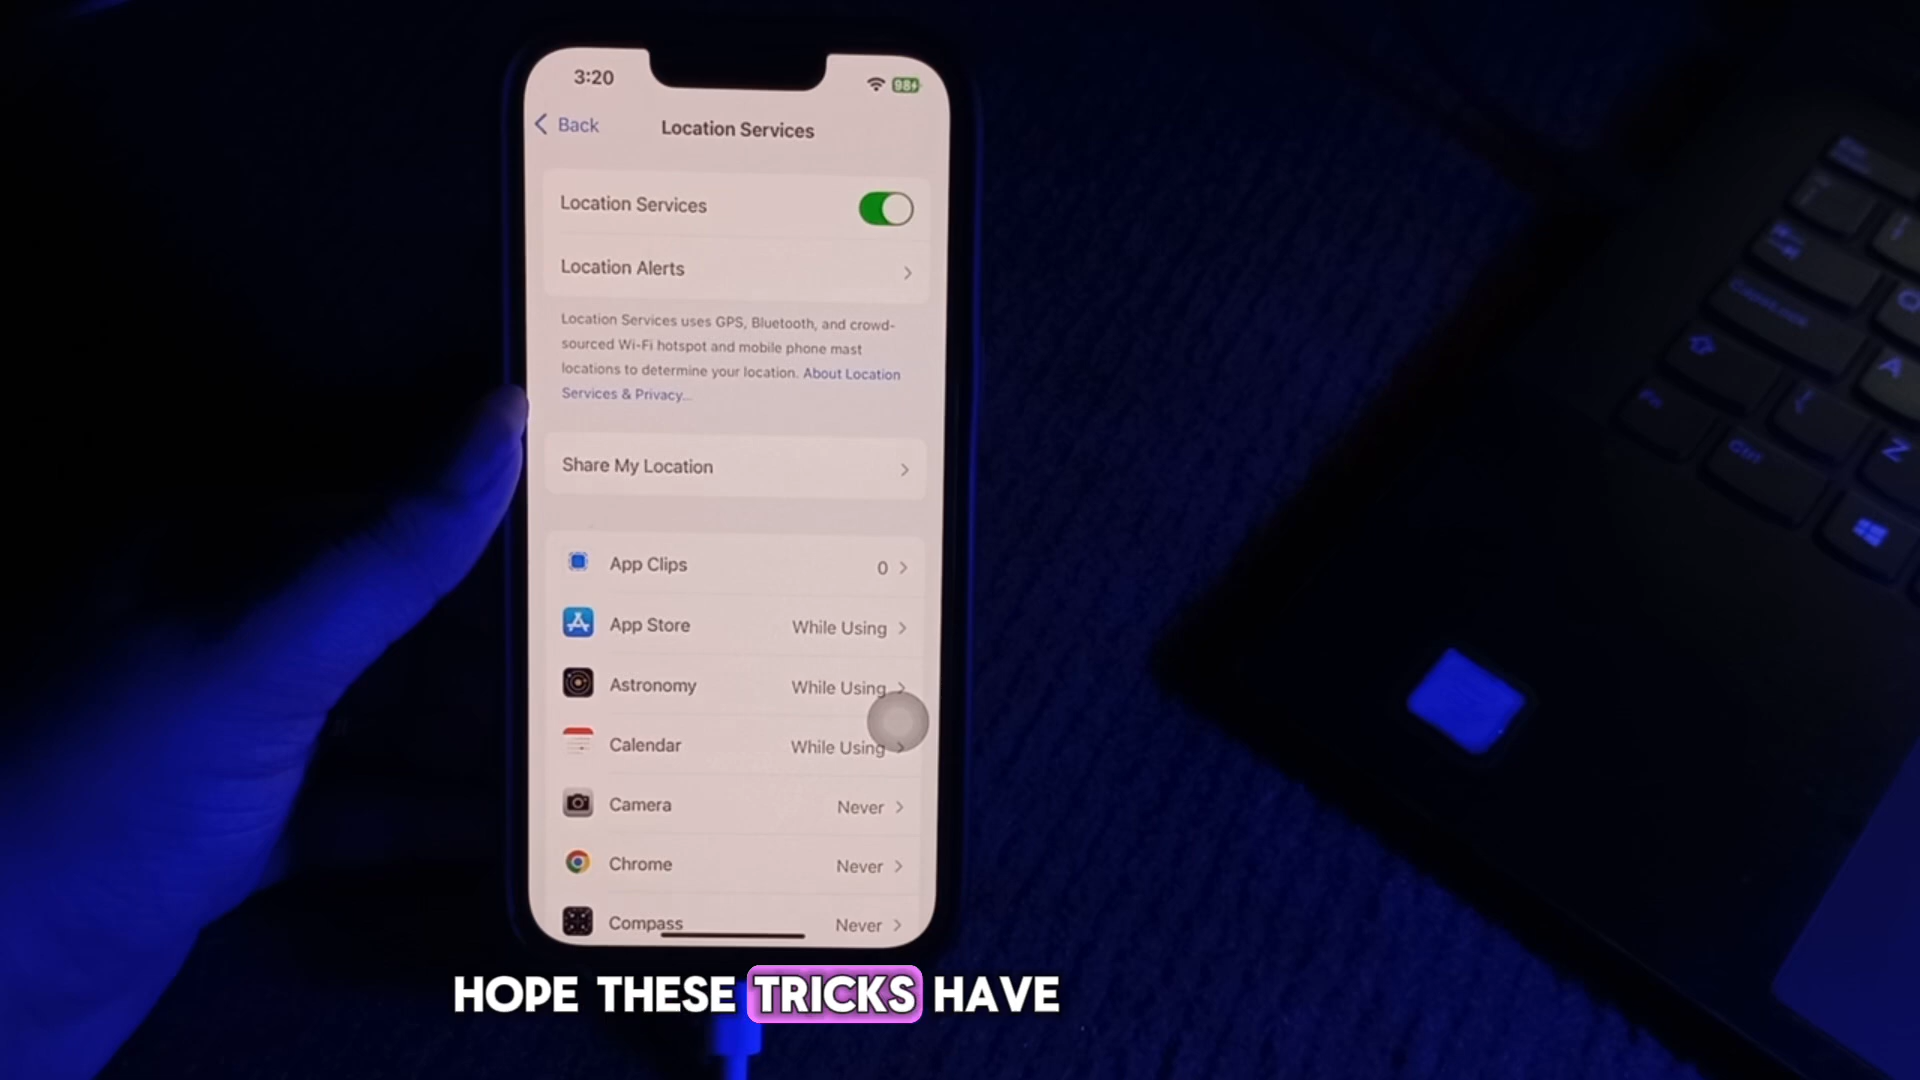 3:20
98
Back
Location Services
Location Services
Location Alerts
Location Services uses GPS, Bluetooth, and crowd-
sourced Wi-Fi hotspot and mobile phone mast
locations to determine your location. About Location
Services & Privacy...
Share My Location
App Clips 0
App Store While Using
Astronomy While Using
Calendar While Using
Camera Never
Chrome Never
Compass Never
A
Fn
Ctrl
Z
HOPE THESE TRICKS HAVE